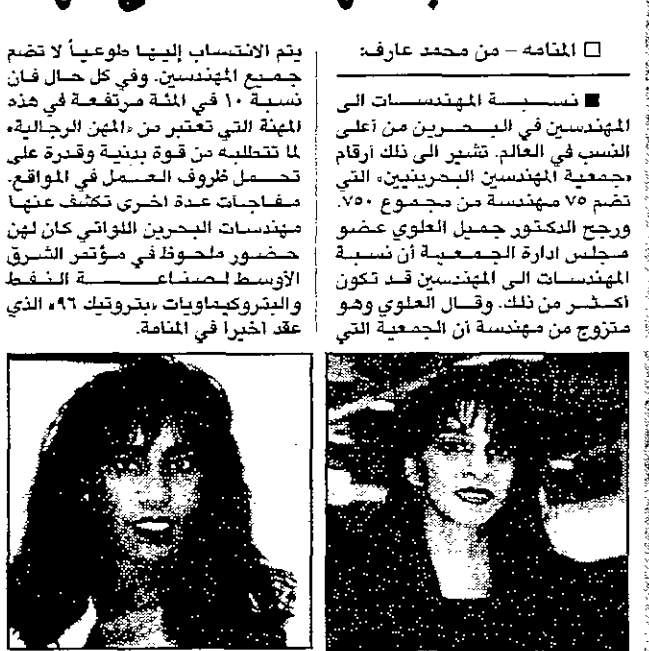 □ المنامه – من محمد عارف:
■ نسبة المهندسات الى
المهندسين في البحرين من أعلى
النسب في العالم. تشير الى ذلك أرقام
«جمعية المهندسين البحرينيين» التي
تضم ٧٥ مهندسة من مجموع ٧٥٠.
ورجح الدكتور جميل العلوي عضو
مجلس ادارة الجمعية أن نسبة
المهندسات الى المهندسين قد تكون
أكثر من ذلك. وقال العلوي وهو
متزوج من مهندسة أن الجمعية التي
يتم الانتساب إليها طوعياً لا تضم
جميع المهندسين. وفي كل حال فان
نسبة ١٠ في المئة مرتفعة في هذه
المهنة التي تعتبر من «المهن الرجالية»
لما تتطلبه من قوة بدنية وقدرة على
تحمل ظروف العمل في المواقع.
مفاجآت عدة اخرى تكشف عنها
مهندسات البحرين اللواتي كان لهن
حضور ملحوظ في مؤتمر الشرق
الأوسط لصناعة النفط
والبتروكيماويات «بتروتيك ٩٦» الذي
عقد اخيرا في المنامة.